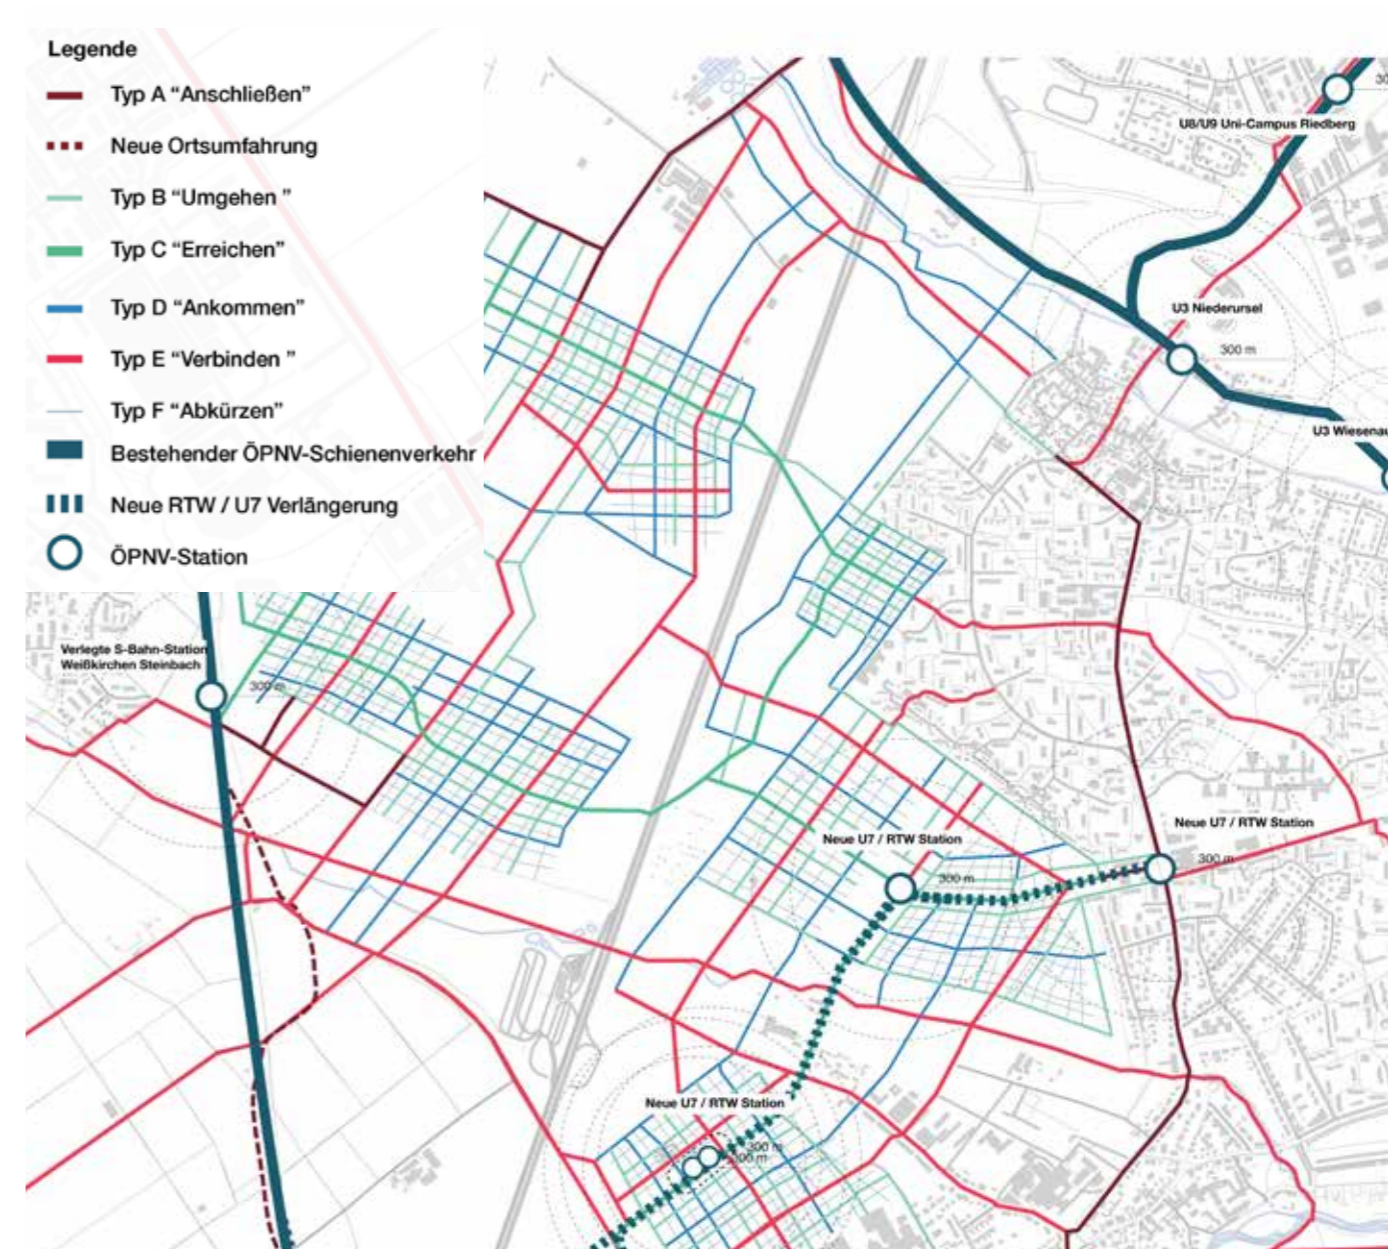 Legende
Typ A “Anschließen”
Neue Ortsumfahrung
Typ B “Umgehen ”
Typ C “Erreichen”
Typ D “Ankommen”
Typ E “Verbinden ”
Typ F “Abkürzen”
Bestehender ÖPNV-Schienenverkehr
Neue RTW / U7 Verlängerung
ÖPNV-Station
U8/U9 Uni-Campus Riedberg
U3 Niederursel
300 m
Verlegte S-Bahn-Station
Weißkirchen Steinbach
300 m
Neue U7 / RTW Station
300 m
Neue U7 / RTW Station
300 m
Neue U7 / RTW Station
300 m
300 m